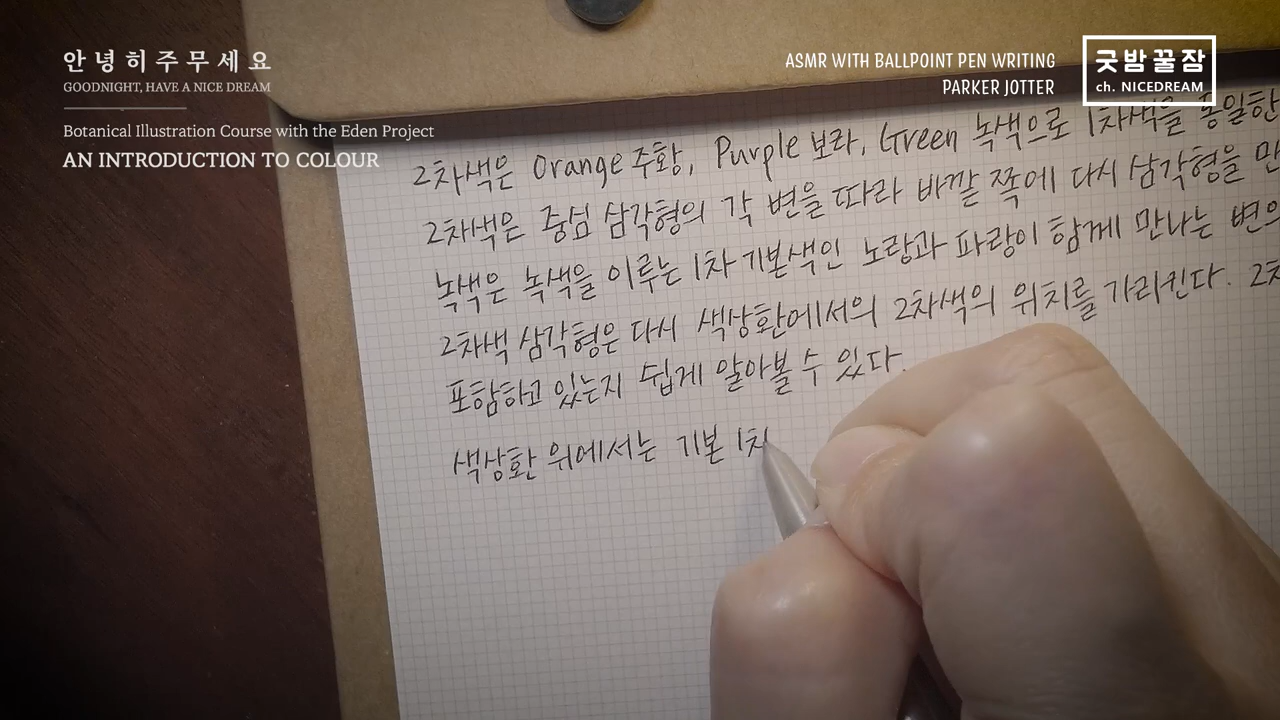 안녕히주무세요
GOODNIGHT, HAVE A NICE DREAM
Botanical Illustration Course with the Eden Project
AN INTRODUCTION TO COLOUR
ASMR WITH BALLPOINT PEN WRITING
PARKER JOTTER
굿밤꿀잠
ch. NICEDREAM
2차색은 Orange 주황, Purple 보라, Green 녹색으로 1차색을 동일한
2차색은 중심 삼각형의 각 변을 따라 바깥 쪽에 다시 삼각형을 만
녹색은 녹색을 이루는 1차 기본색인 노랑과 파랑이 함께 만나는 변의
2차색 삼각형은 다시 색상환에서의 2차색의 위치를 가리킨다. 2차
포함하고 있는지 쉽게 알아볼 수 있다.
색상환 위에서는 기본 1차